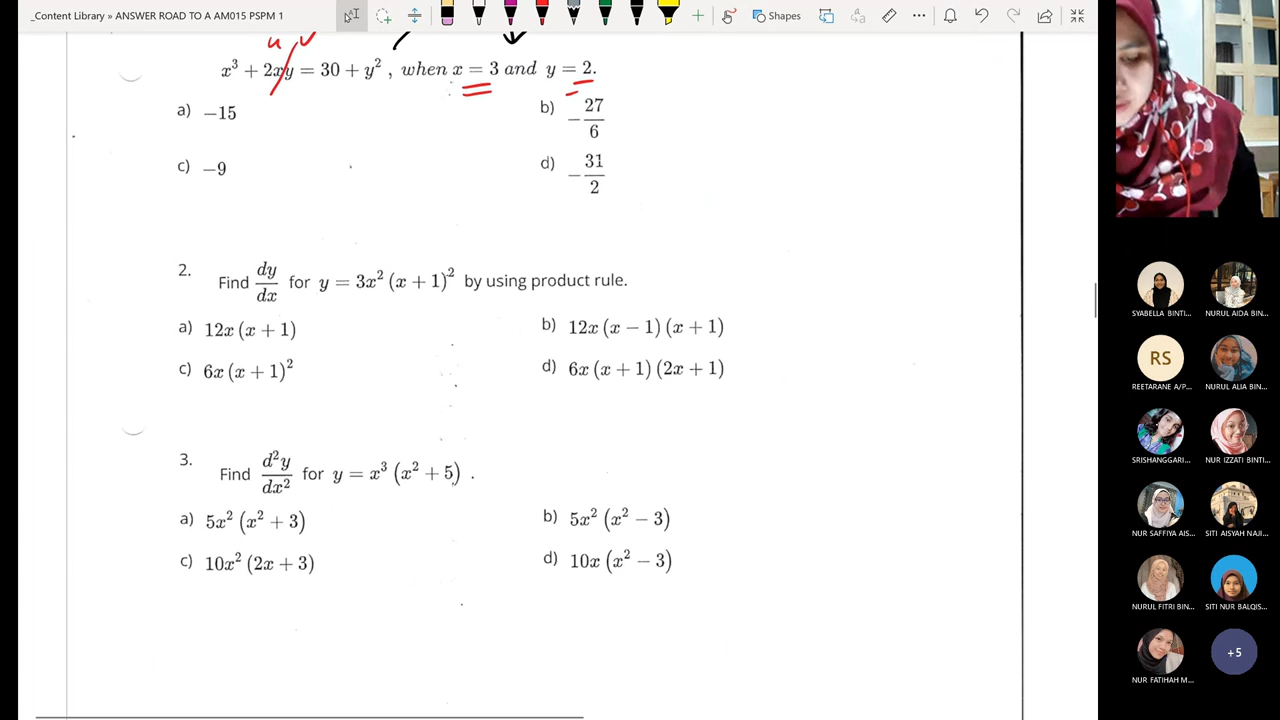 _Content Library » ANSWER ROAD TO A AM015 PSPM 1
Shapes
u v
x³ + 2xy = 30 + y² , when x = 3 and y = 2.
a) −15
b) −27/6
c) −9
d) −31/2
2. Find dy/dx for y = 3x² (x + 1)² by using product rule.
a) 12x (x + 1)
b) 12x (x − 1) (x + 1)
c) 6x (x + 1)²
d) 6x (x + 1) (2x + 1)
3. Find d²y/dx² for y = x³ (x² + 5) .
a) 5x² (x² + 3)
b) 5x² (x² − 3)
c) 10x² (2x + 3)
d) 10x (x² − 3)
SYABELLA BINTI...
NURUL AIDA BIN...
RS
REETARANE A/P...
NURUL ALIA BIN...
SRISHANGGARI...
NUR IZZATI BINTI...
NUR SAFFIYA AIS...
SITI AISYAH NAJI...
NURUL FITRI BIN...
SITI NUR BALQIS...
NUR FATIHAH M...
+5